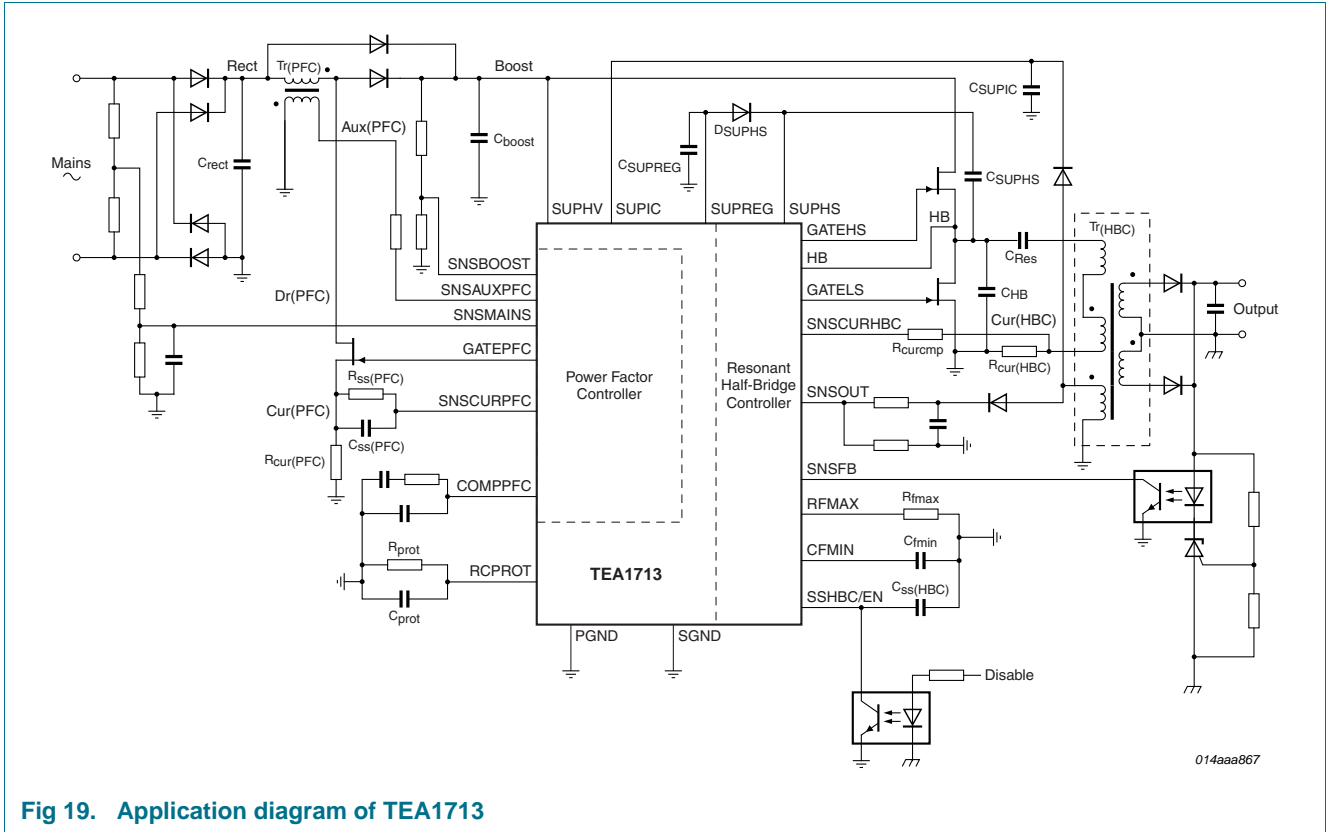 Rect
Tr(PFC)
Boost
CSUPIC
Aux(PFC)
DSUPHS
Mains
Crect
Cboost
CSUPREG
CSUPHS
SUPHV
SUPIC
SUPREG
SUPHS
GATEHS
HB
Tr(HBC)
HB
CRes
SNSBOOST
SNSAUXPFC
SNSMAINS
GATEPFC
SNSCURPFC
COMPPFC
RCPROT
Dr(PFC)
Rss(PFC)
Cur(PFC)
Css(PFC)
Rcur(PFC)
Rprot
Cprot
Power Factor
Controller
Resonant
Half-Bridge
Controller
TEA1713
GATELS
CHB
SNSCURHBC
Cur(HBC)
Rcurcmp
Rcur(HBC)
Output
SNSOUT
SNSFB
RFMAX
Rfmax
CFMIN
Cfmin
SSHBC/EN
Css(HBC)
PGND
SGND
Disable
014aaa867
Fig 19. Application diagram of TEA1713